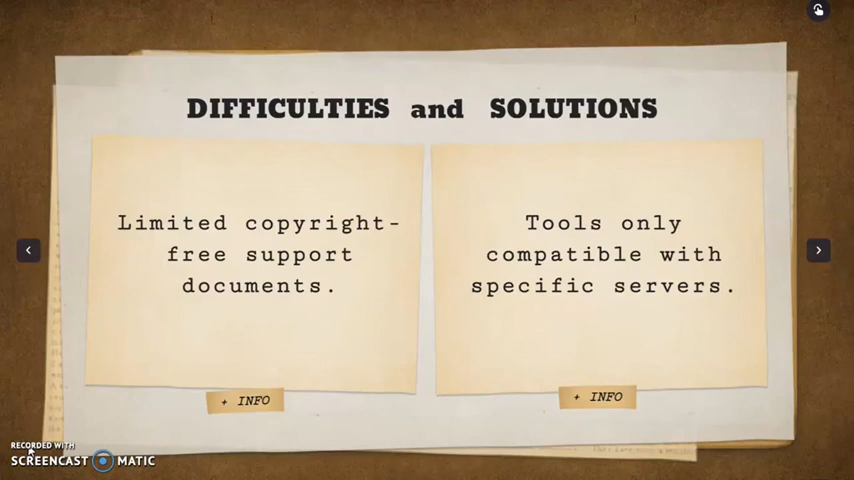 DIFFICULTIES and SOLUTIONS
Limited copyright-
free support
documents.
Tools only
compatible with
specific servers.
+ INFO
+ INFO
RECORDED WITH
SCREENCAST MATIC